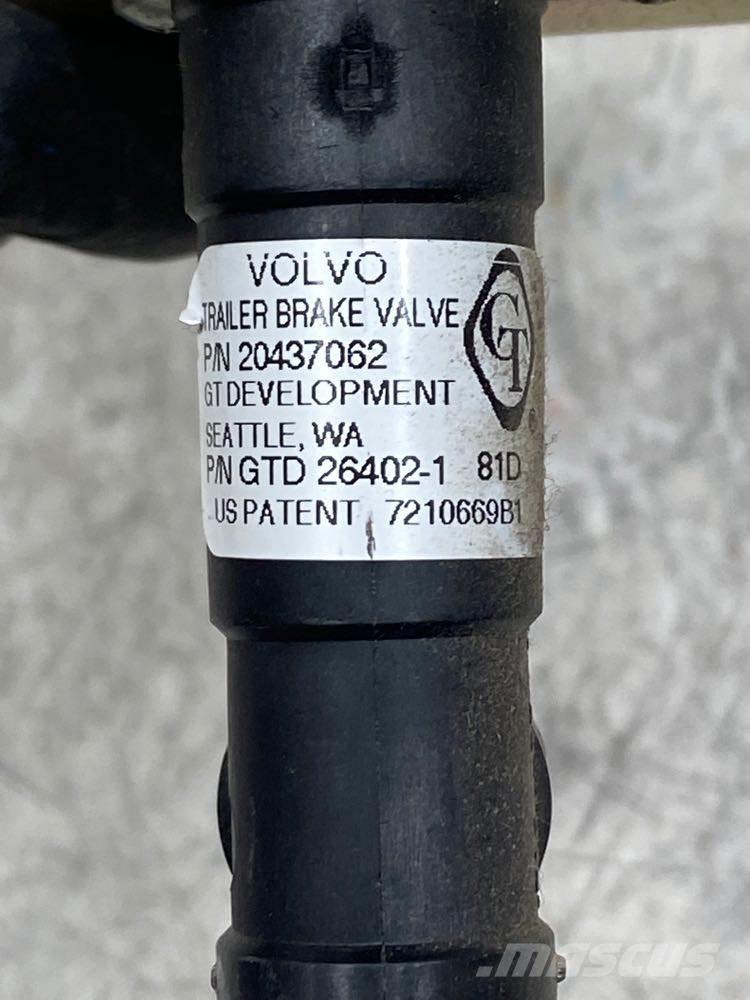 VOLVO
TRAILER BRAKE VALVE
P/N 20437062
GT DEVELOPMENT
SEATTLE, WA
P/N GTD 26402-1 81D
US PATENT 7210669B1
GT
®
mascus